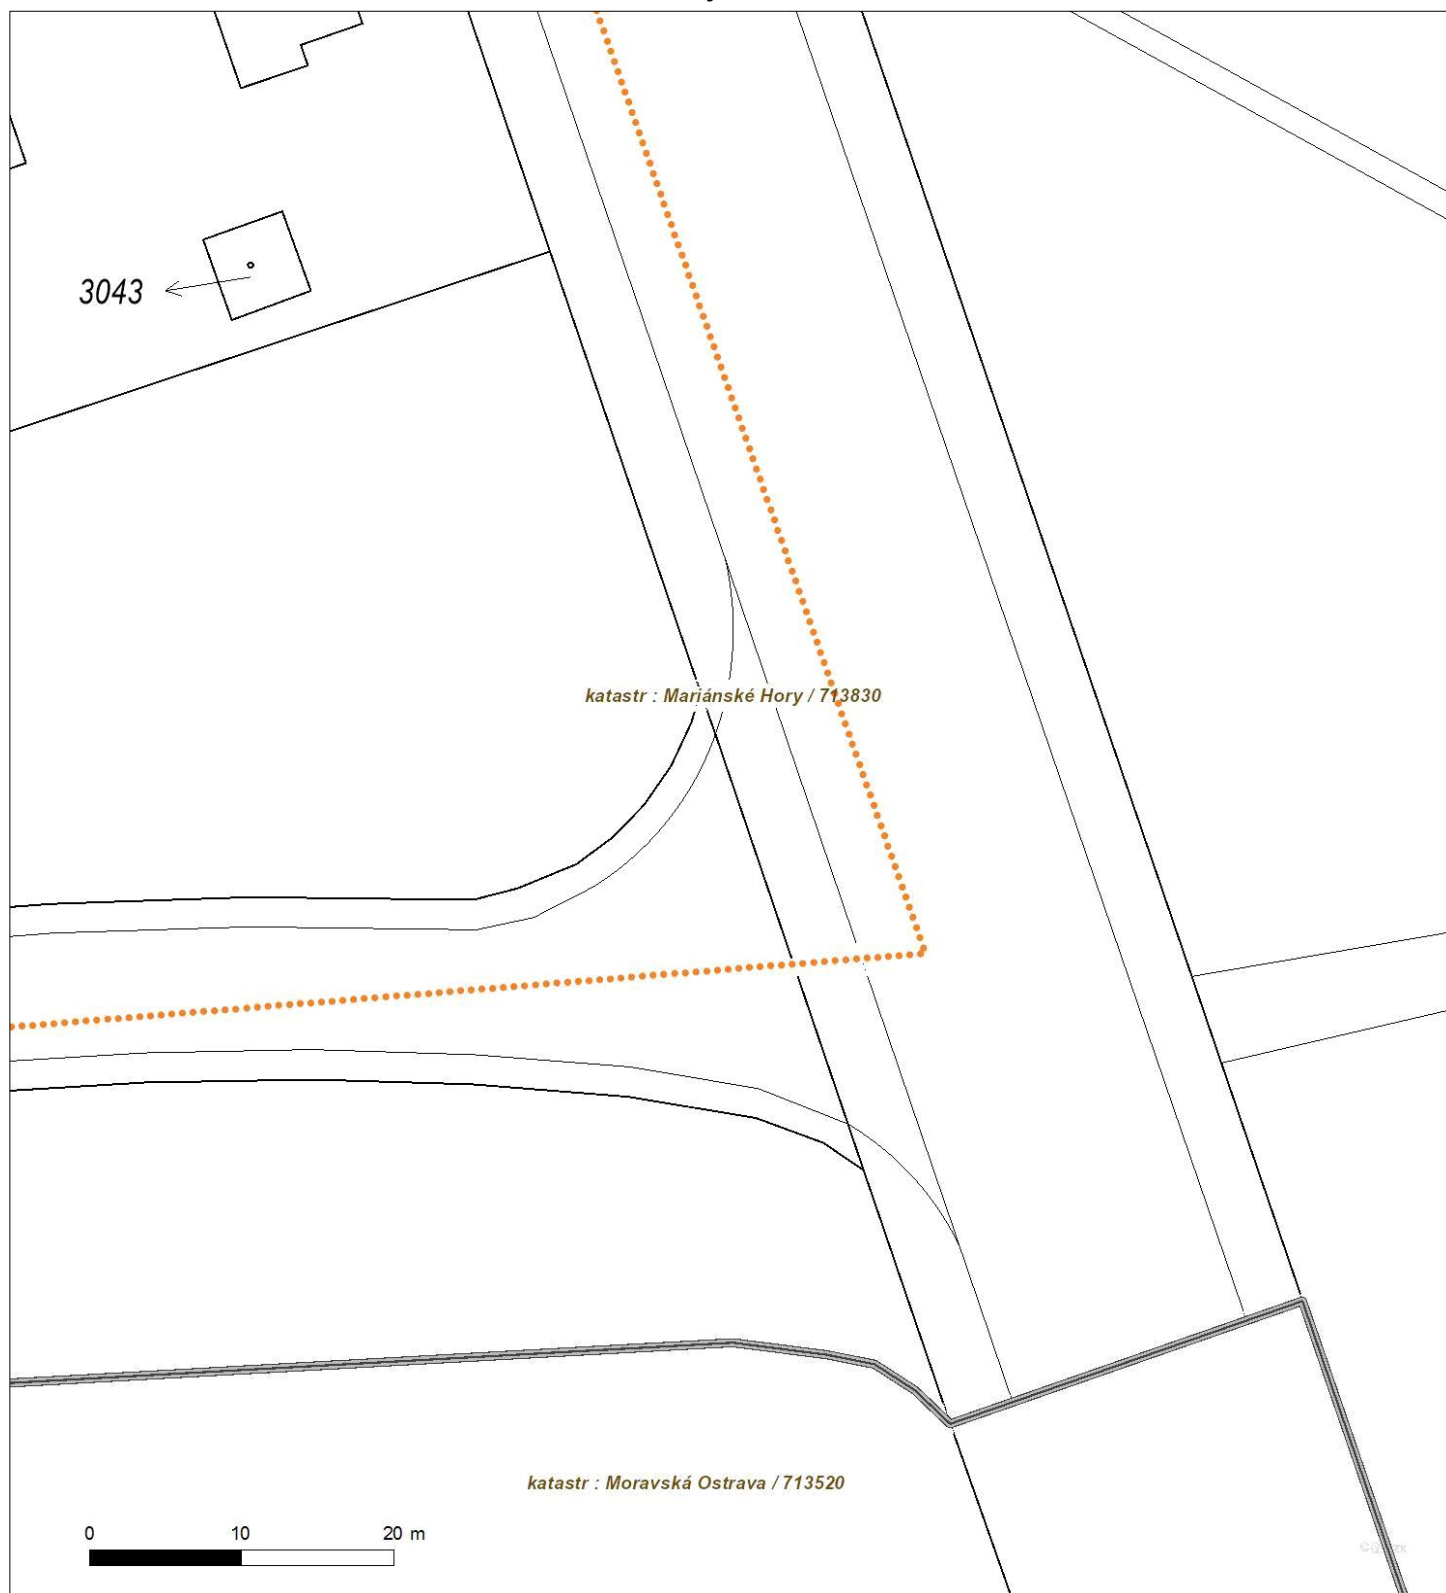 3043
katastr : Mariánské Hory / 713830
katastr : Moravská Ostrava / 713520
0 10 20 m